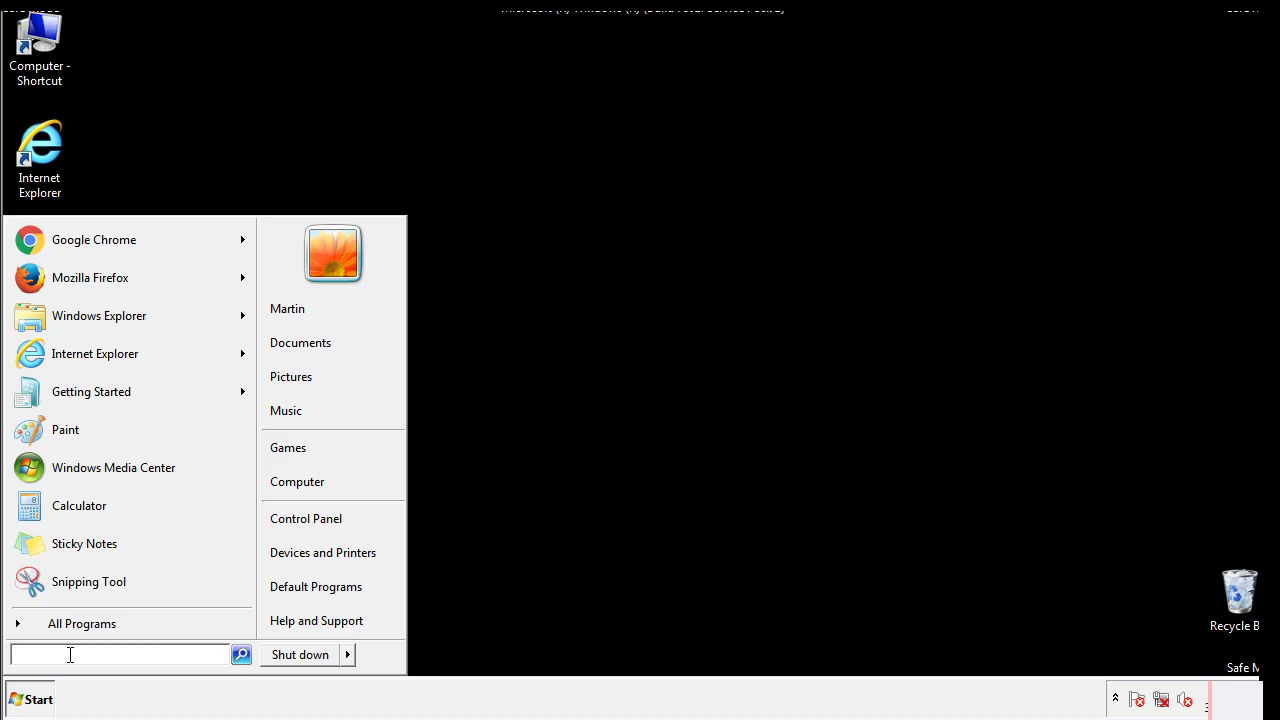 Computer -
Shortcut
Internet
Explorer
Google Chrome
Mozilla Firefox
Windows Explorer
Internet Explorer
Getting Started
Paint
Windows Media Center
Calculator
Sticky Notes
Snipping Tool
All Programs
Martin
Documents
Pictures
Music
Games
Computer
Control Panel
Devices and Printers
Default Programs
Help and Support
Shut down
Recycle B
Safe M
Start